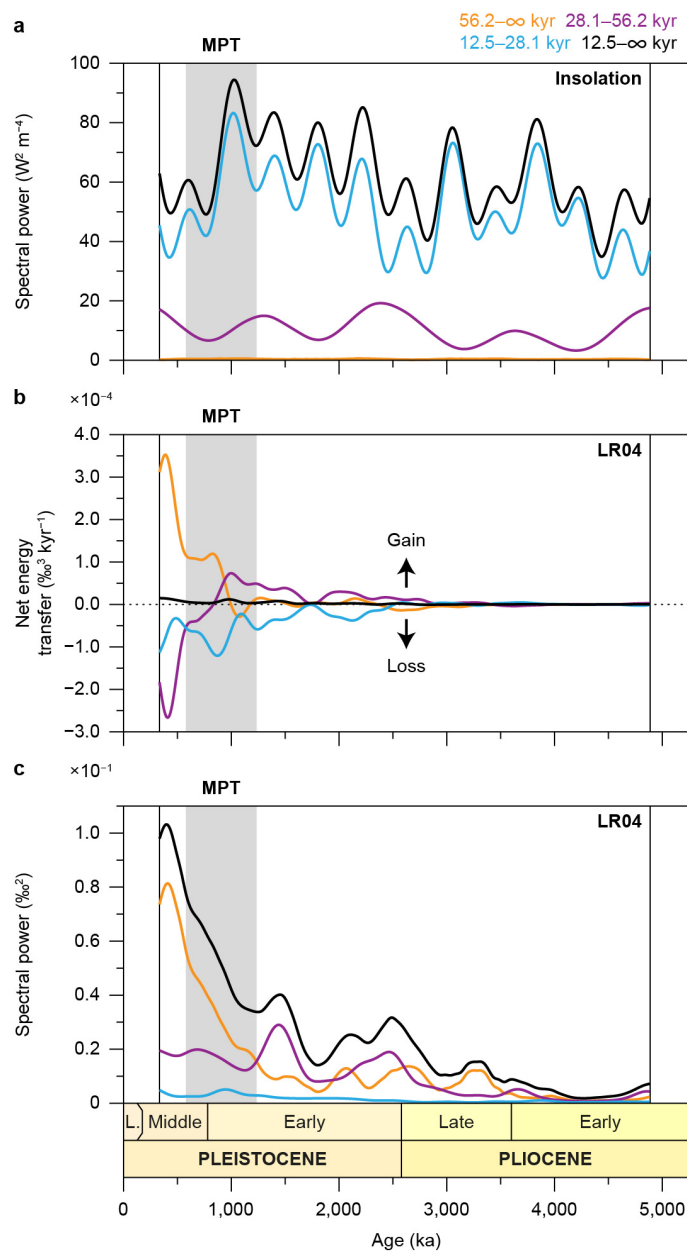 56.2–∞ kyr 28.1–56.2 kyr
12.5–28.1 kyr 12.5–∞ kyr
a
MPT
Insolation
100
80
60
40
20
0
Spectral power (W² m⁻⁴)
b
×10⁻⁴
MPT
LR04
4.0
3.0
1.0
0.0
−1.0
−2.0
−3.0
Net energy
transfer (‰³ kyr⁻¹)
Gain
Loss
c
×10⁻¹
MPT
LR04
1.0
0.8
0.6
0.4
0.2
0
Spectral power (‰²)
L. Middle Early Late Early
PLEISTOCENE PLIOCENE
0 1,000 2,000 3,000 4,000 5,000
Age (ka)